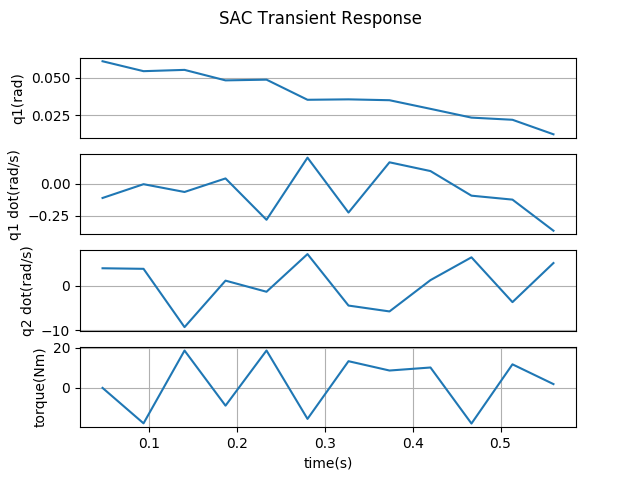 SAC Transient Response
q1(rad)
0.050
0.025
q1 dot(rad/s)
0.00
−0.25
q2 dot(rad/s)
0
−10
torque(Nm)
20
0
0.1 0.2 0.3 0.4 0.5
time(s)